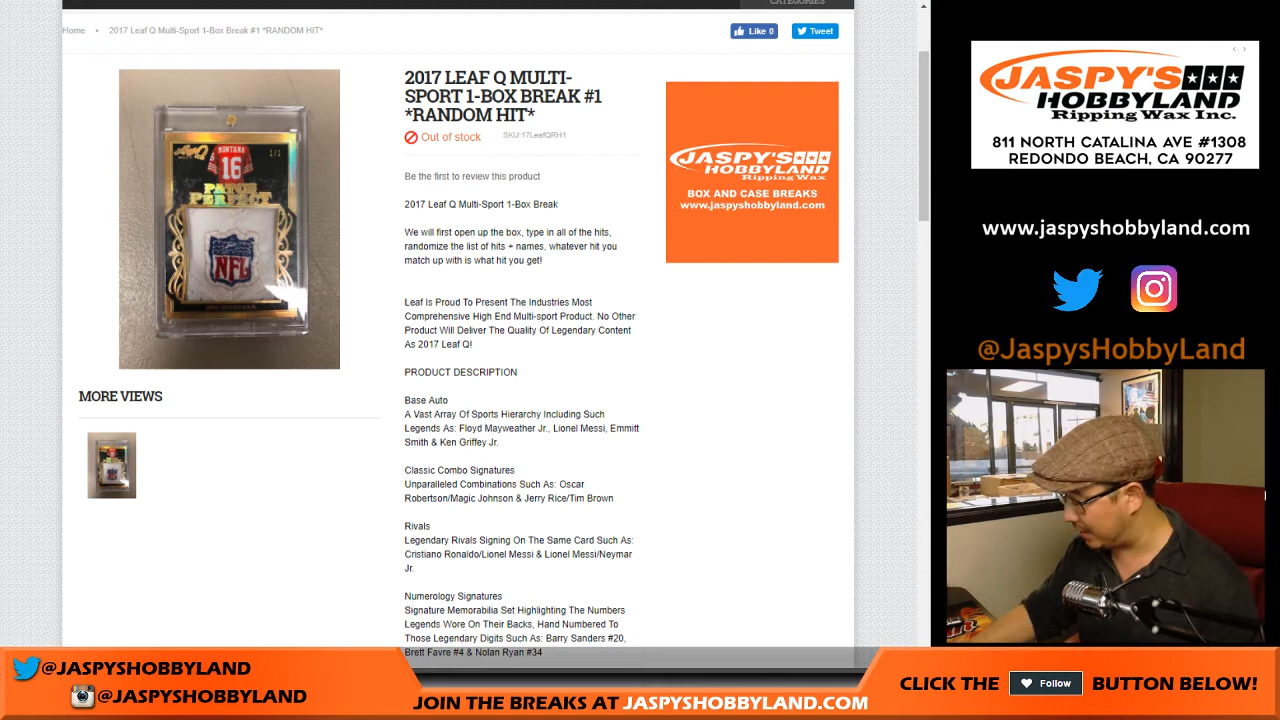 CATEGORIES
Home • 2017 Leaf Q Multi-Sport 1-Box Break #1 *RANDOM HIT*
Like 0
Tweet
2017 LEAF Q MULTI-
SPORT 1-BOX BREAK #1
*RANDOM HIT*
Out of stock
SKU:17LeafQRH1
Be the first to review this product
2017 Leaf Q Multi-Sport 1-Box Break
We will first open up the box, type in all of the hits,
randomize the list of hits + names, whatever hit you
match up with is what hit you get!
Leaf Is Proud To Present The Industries Most
Comprehensive High End Multi-sport Product. No Other
Product Will Deliver The Quality Of Legendary Content
As 2017 Leaf Q!
PRODUCT DESCRIPTION
Base Auto
A Vast Array Of Sports Hierarchy Including Such
Legends As: Floyd Mayweather Jr., Lionel Messi, Emmitt
Smith & Ken Griffey Jr.
Classic Combo Signatures
Unparalleled Combinations Such As: Oscar
Robertson/Magic Johnson & Jerry Rice/Tim Brown
Rivals
Legendary Rivals Signing On The Same Card Such As:
Cristiano Ronaldo/Lionel Messi & Lionel Messi/Neymar
Jr.
Numerology Signatures
Signature Memorabilia Set Highlighting The Numbers
Legends Wore On Their Backs, Hand Numbered To
Those Legendary Digits Such As: Barry Sanders #20,
Brett Favre #4 & Nolan Ryan #34
MONTANA
16
1/1
PATCH
PERFECT
NFL
MORE VIEWS
JASPY'S
HOBBYLAND
Ripping Wax
BOX AND CASE BREAKS
www.jaspyshobbyland.com
JASPY'S
HOBBYLAND
Ripping Wax Inc.
811 NORTH CATALINA AVE #1308
REDONDO BEACH, CA 90277
www.jaspyshobbyland.com
@JaspysHobbyLand
@JASPYSHOBBYLAND
@JASPYSHOBBYLAND
JOIN THE BREAKS AT JASPYSHOBBYLAND.COM
CLICK THE Follow BUTTON BELOW!